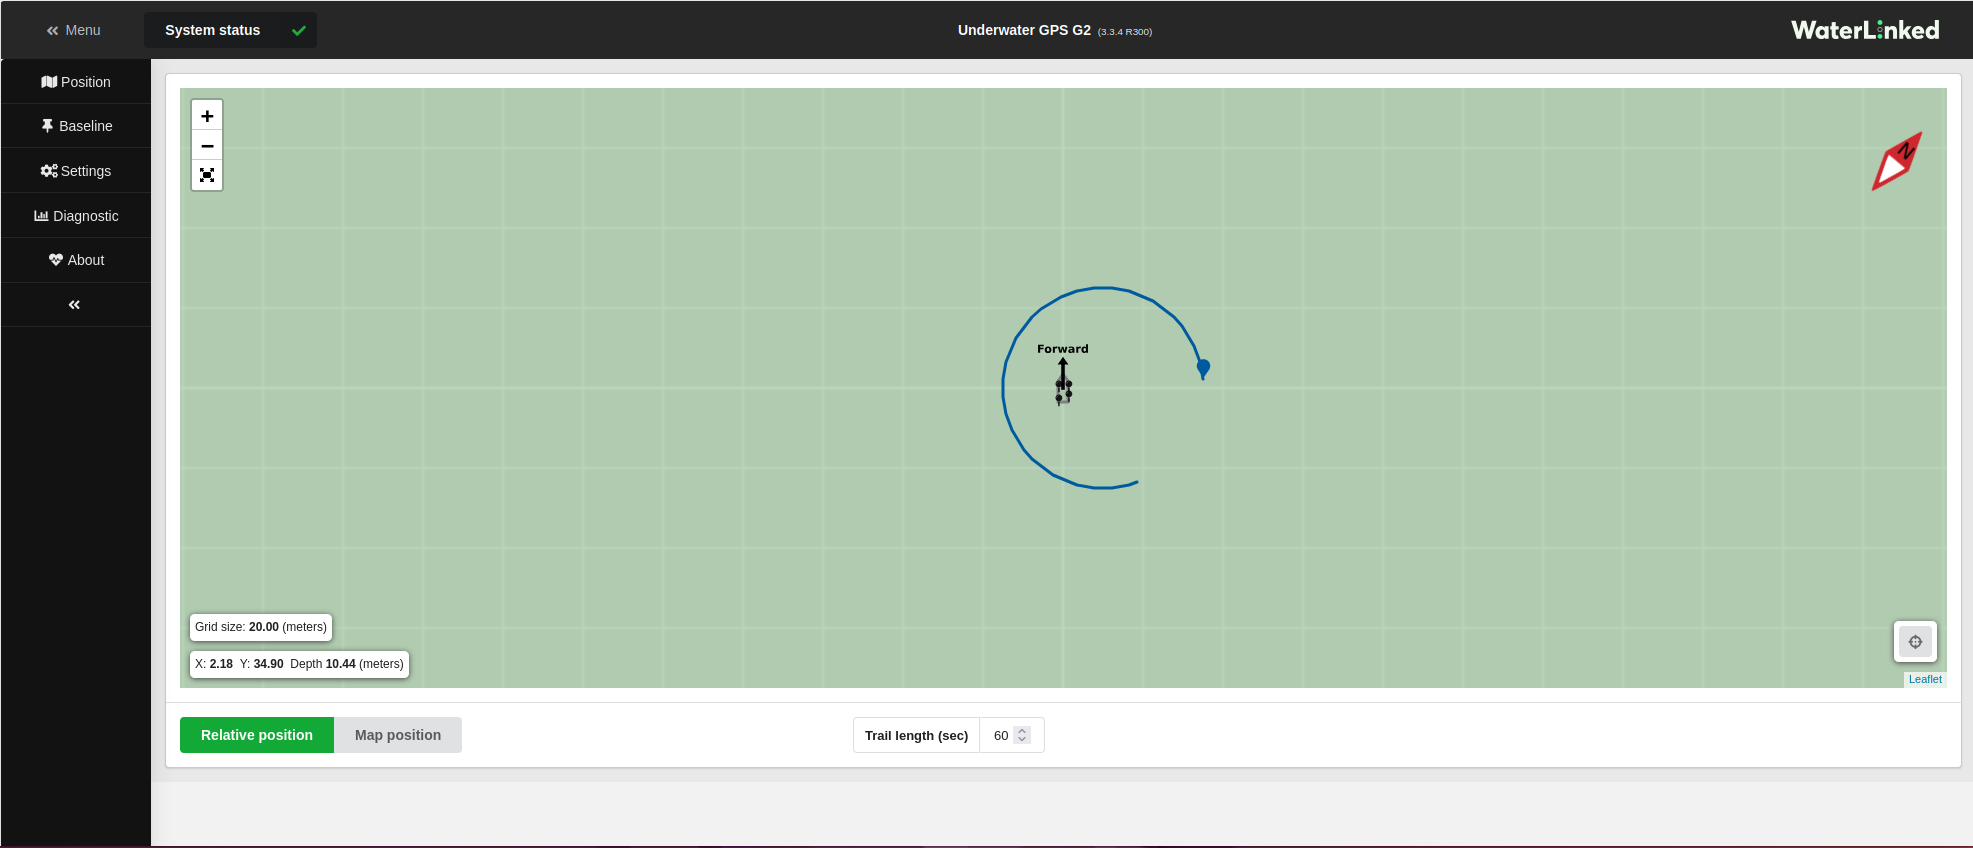 Menu
System status
Underwater GPS G2 (3.3.4 R300)
WaterLinked
Position
Baseline
Settings
Diagnostic
About
+
−
N
Forward
Grid size: 20.00 (meters)
X: 2.18 Y: 34.90 Depth 10.44 (meters)
Leaflet
Relative position
Map position
Trail length (sec)
60